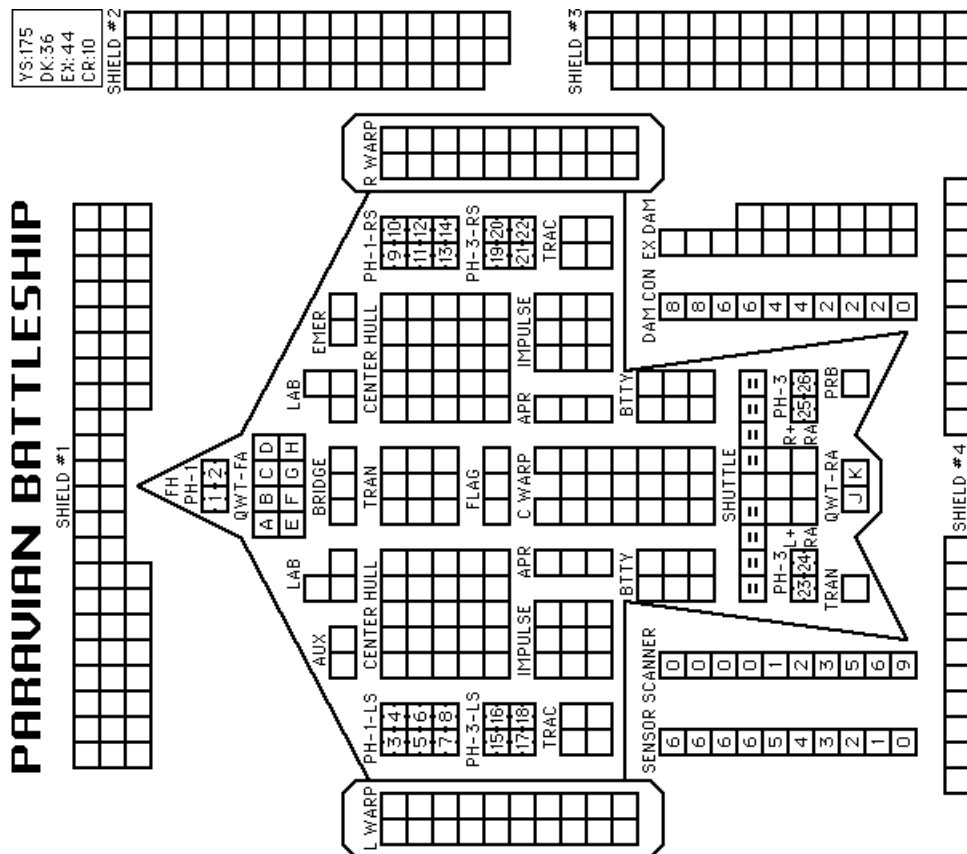 PARAVIAN BATTLESHIP
YS:175
DK:36
EX:44
CR:10
SHIELD #1
SHIELD #2
FH
PH-1
1 2
QWT-FA
A B C D
E F G H
AUX
LAB
BRIDGE
LAB
EMER
L WARP
PH-1-LS
3 4
5 6
7 8
CENTER HULL
TRAN
CENTER HULL
PH-1-RS
9 10
11 12
13 14
R WARP
PH-3-LS
15 16
17 18
FLAG
PH-3-RS
19 20
21 22
TRAC
IMPULSE
APR
C WARP
APR
IMPULSE
TRAC
BTTY
BTTY
SHIELD #3
SENSOR
6
6
6
6
5
4
3
2
1
0
SCANNER
0
0
0
0
1
2
3
5
6
9
SHUTTLE
= = = = = = = =
PH-3 L+
23 24 RA
R+ PH-3
RA 25 26
TRAN
QWT-RA
J K
PRB
DAM CON
8
8
6
6
4
4
2
2
2
0
EX DAM
SHIELD #4